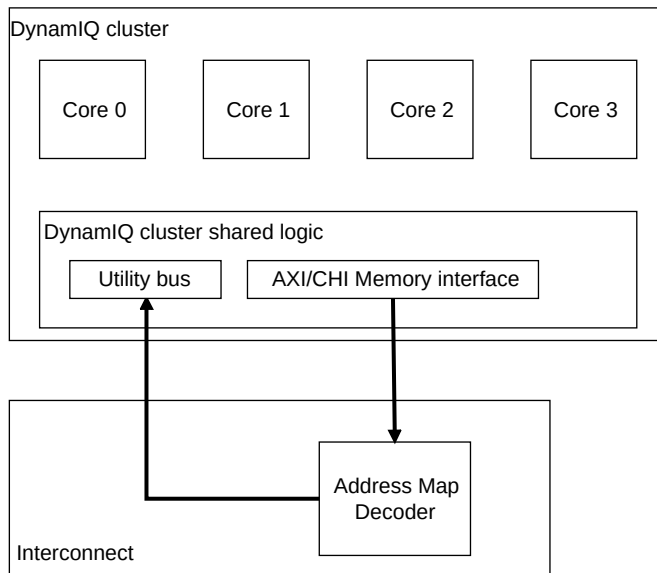 DynamIQ cluster
Core 0
Core 1
Core 2
Core 3
DynamIQ cluster shared logic
Utility bus
AXI/CHI Memory interface
Address Map
Decoder
Interconnect